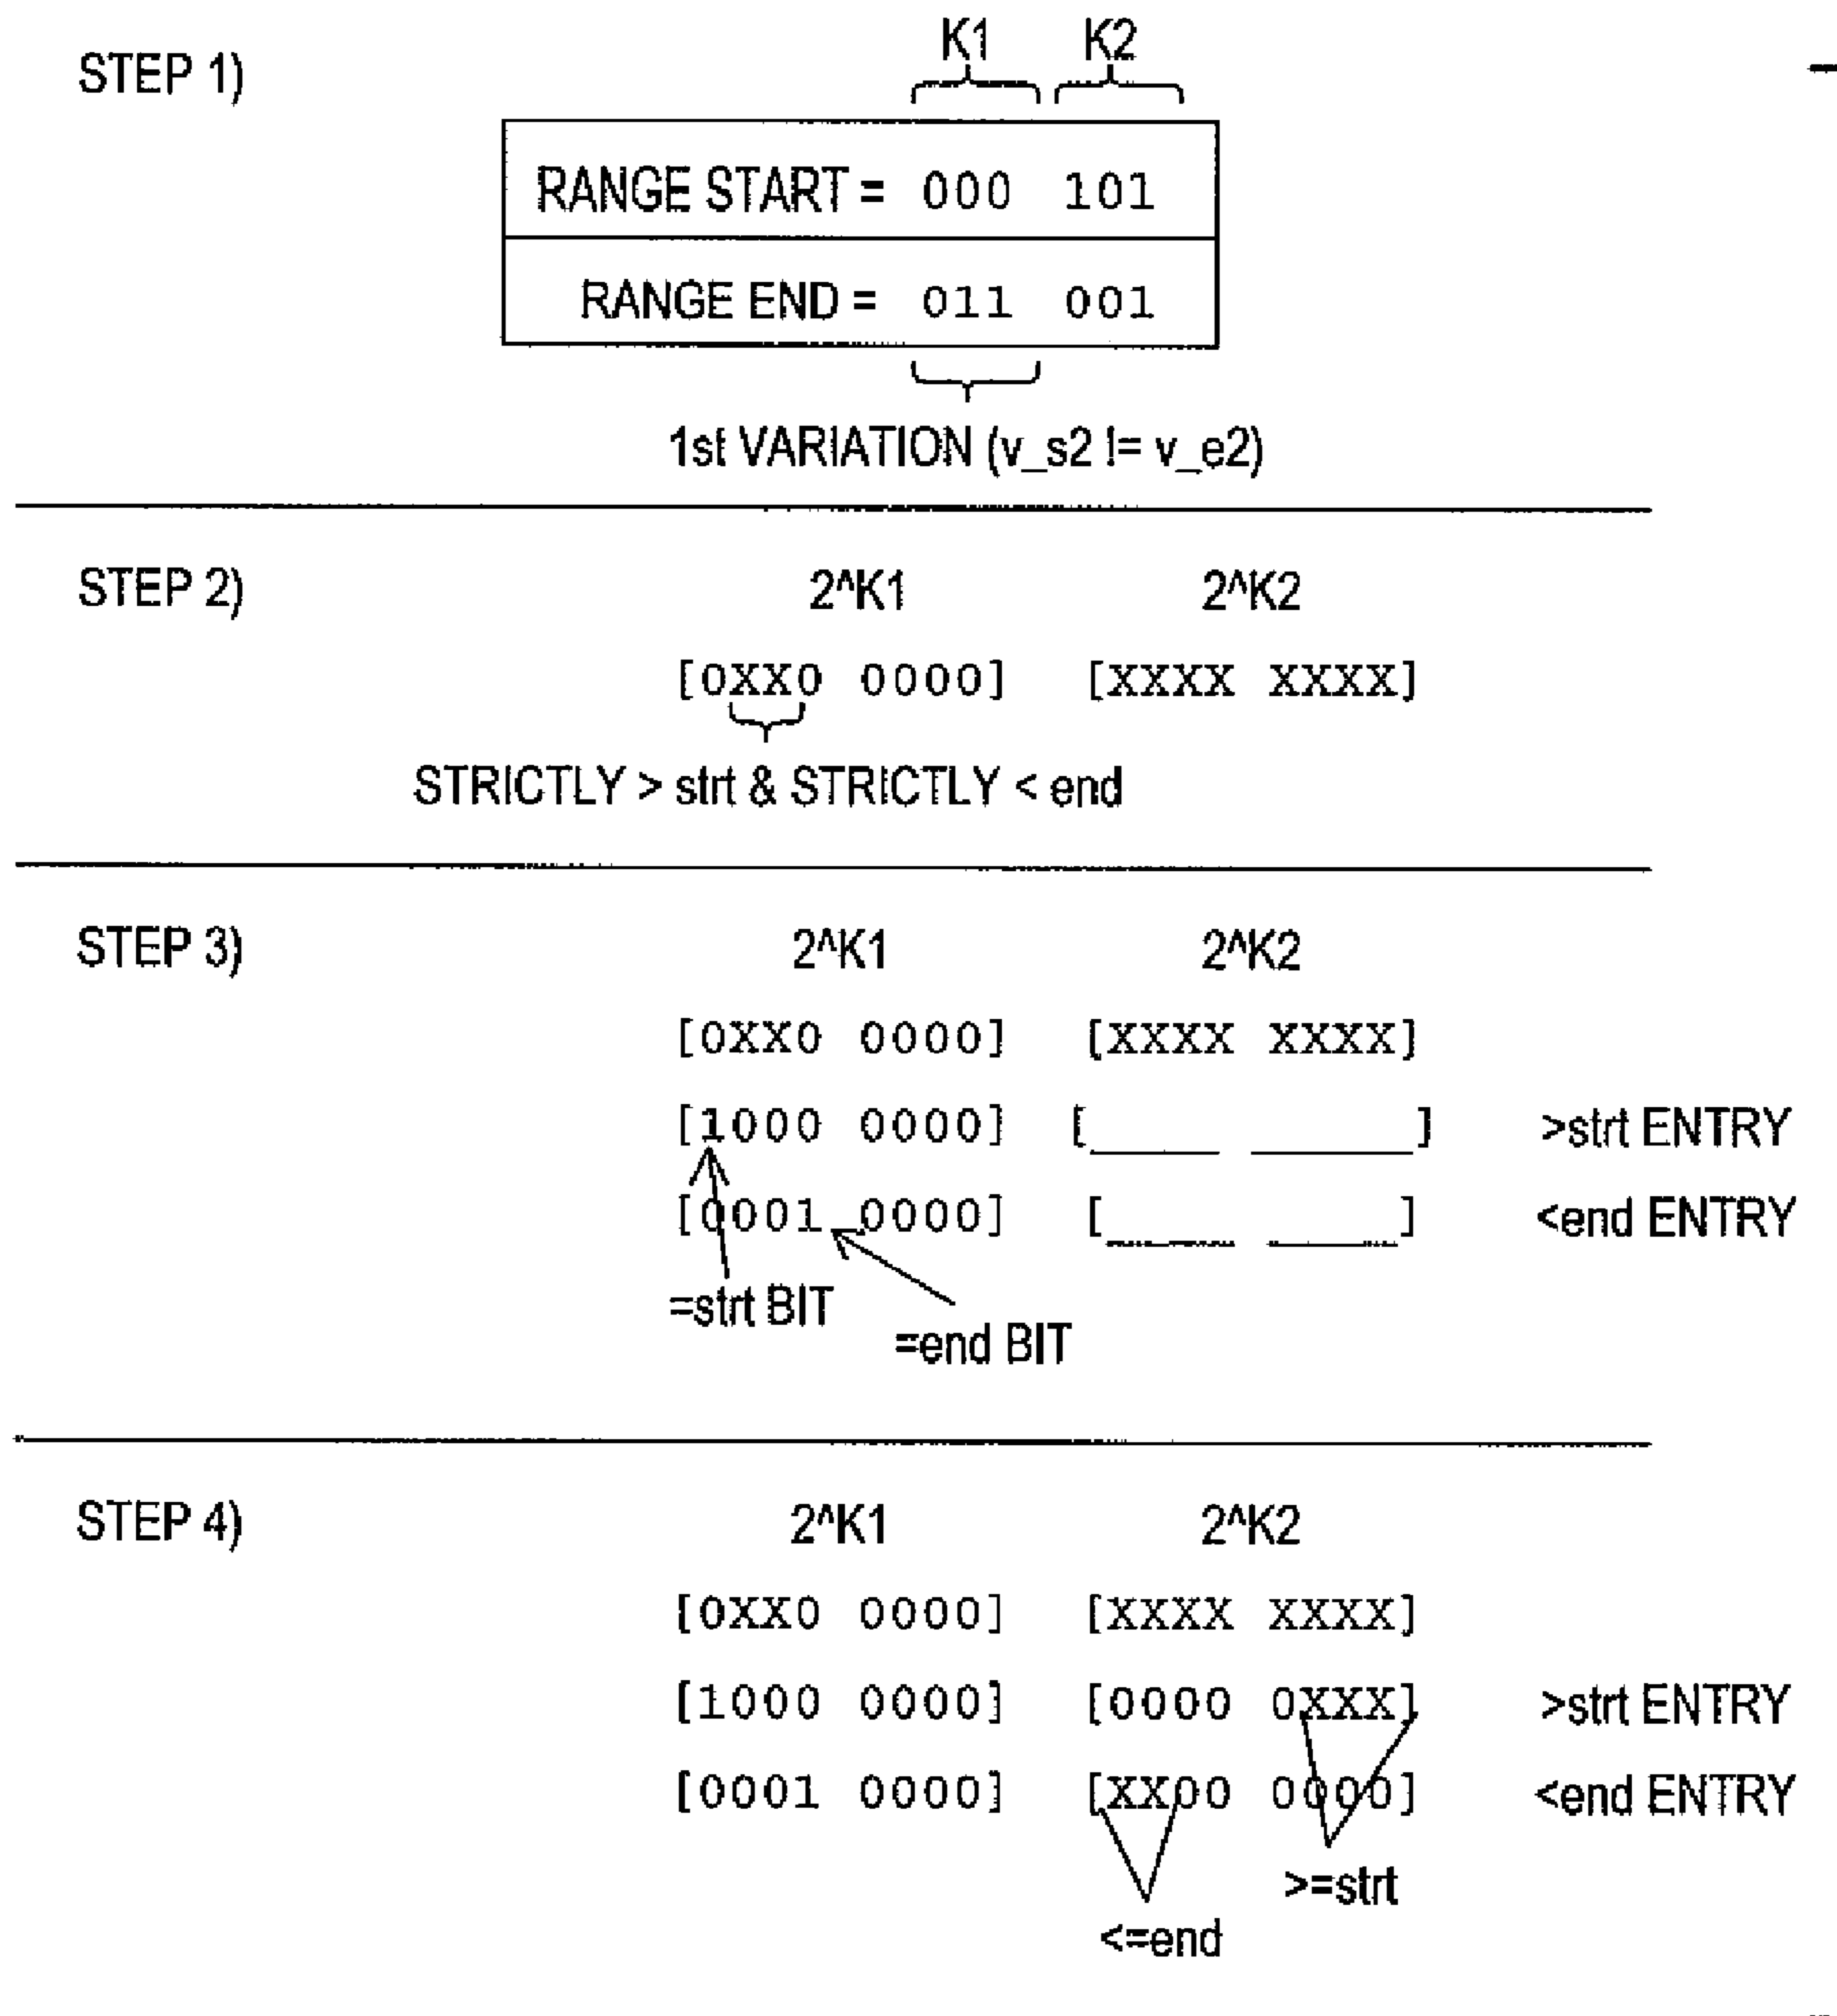 STEP 1)
K1 K2
RANGE START = 000 101
RANGE END = 011 001
1st VARIATION (v_s2 != v_e2)
STEP 2)
2^K1 2^K2
[0XX0 0000] [XXXX XXXX]
STRICTLY > strt & STRICTLY < end
STEP 3)
2^K1 2^K2
[0XX0 0000] [XXXX XXXX]
[1000 0000] [____ ____] >strt ENTRY
[0001 0000] [____ ____] <end ENTRY
=strt BIT
=end BIT
STEP 4)
2^K1 2^K2
[0XX0 0000] [XXXX XXXX]
[1000 0000] [0000 0XXX] >strt ENTRY
[0001 0000] [XX00 0000] <end ENTRY
>=strt
<=end